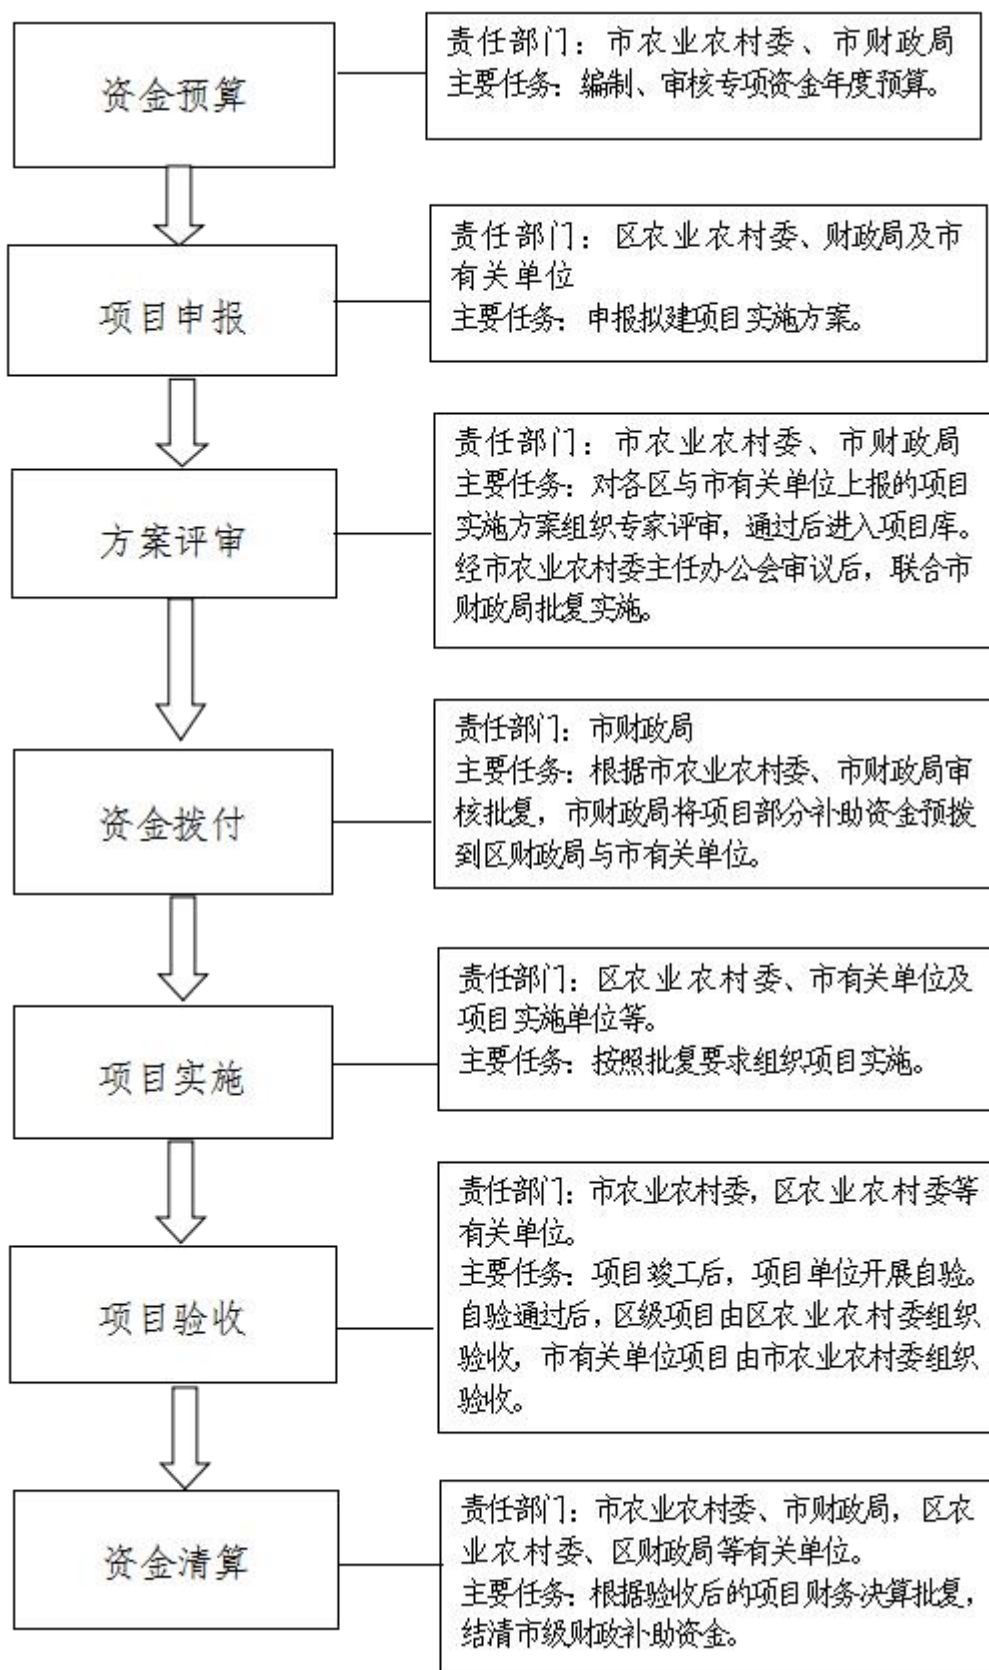 资金预算
责任部门：市农业农村委、市财政局
主要任务：编制、审核专项资金年度预算。
项目申报
责任部门：区农业农村委、财政局及市
有关单位
主要任务：申报拟建项目实施方案。
方案评审
责任部门：市农业农村委、市财政局
主要任务：对各区与市有关单位上报的项目
实施方案组织专家评审，通过后进入项目库。
经市农业农村委主任办公会审议后，联合市
财政局批复实施。
资金拨付
责任部门：市财政局
主要任务：根据市农业农村委、市财政局审
核批复，市财政局将项目部分补助资金预拨
到区财政局与市有关单位。
项目实施
责任部门：区农业农村委、市有关单位及
项目实施单位等。
主要任务：按照批复要求组织项目实施。
项目验收
责任部门：市农业农村委，区农业农村委等
有关单位。
主要任务：项目竣工后，项目单位开展自验。
自验通过后，区级项目由区农业农村委组织
验收，市有关单位项目由市农业农村委组织
验收。
资金清算
责任部门：市农业农村委、市财政局，区农
业农村委、区财政局等有关单位。
主要任务：根据验收后的项目财务决算批复，
结清市级财政补助资金。